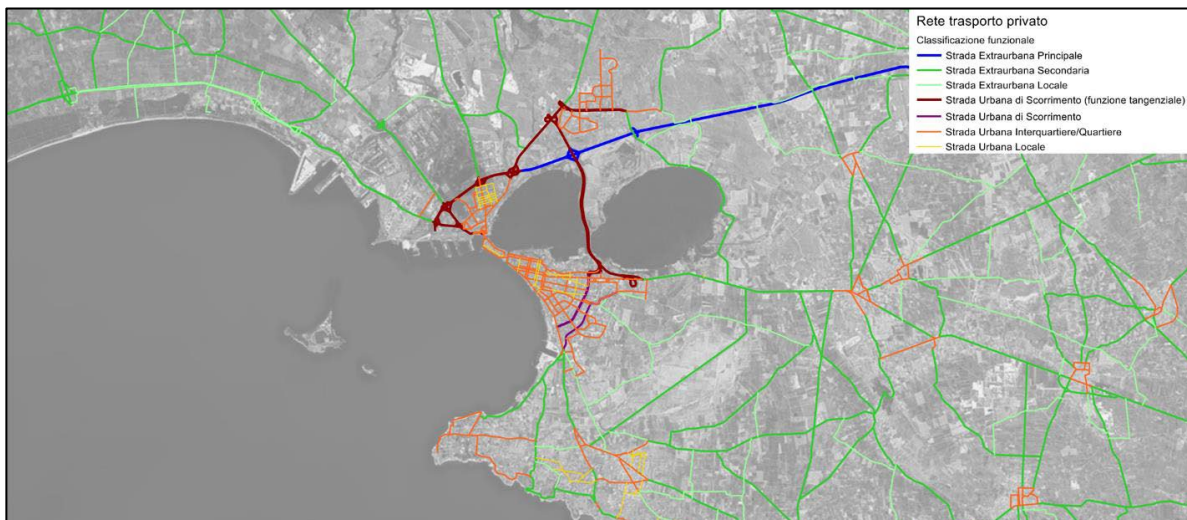 Rete trasporto privato
Classificazione funzionale
Strada Extraurbana Principale
Strada Extraurbana Secondaria
Strada Extraurbana Locale
Strada Urbana di Scorrimento (funzione tangenziale)
Strada Urbana di Scorrimento
Strada Urbana Interquartiere/Quartiere
Strada Urbana Locale